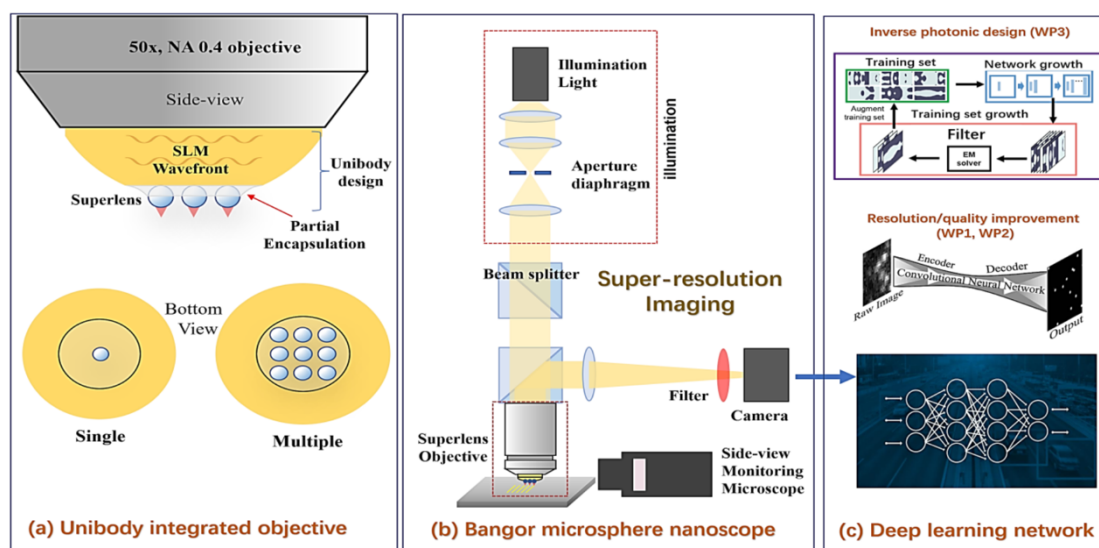 50x, NA 0.4 objective
Side-view
SLM
Wavefront
Superlens
Unibody
design
Partial
Encapsulation
Bottom
View
Single
Multiple
(a) Unibody integrated objective
Illumination
Light
Aperture
diaphragm
illumination
Beam splitter
Super-resolution
Imaging
Filter
Camera
Superlens
Objective
Side-view
Monitoring
Microscope
(b) Bangor microsphere nanoscope
Inverse photonic design (WP3)
Training set
Network growth
Augment
training set
Training set growth
Filter
EM
solver
Resolution/quality improvement
(WP1, WP2)
Encoder
Decoder
Convolutional Neural Network
Raw Image
Output
(c) Deep learning network